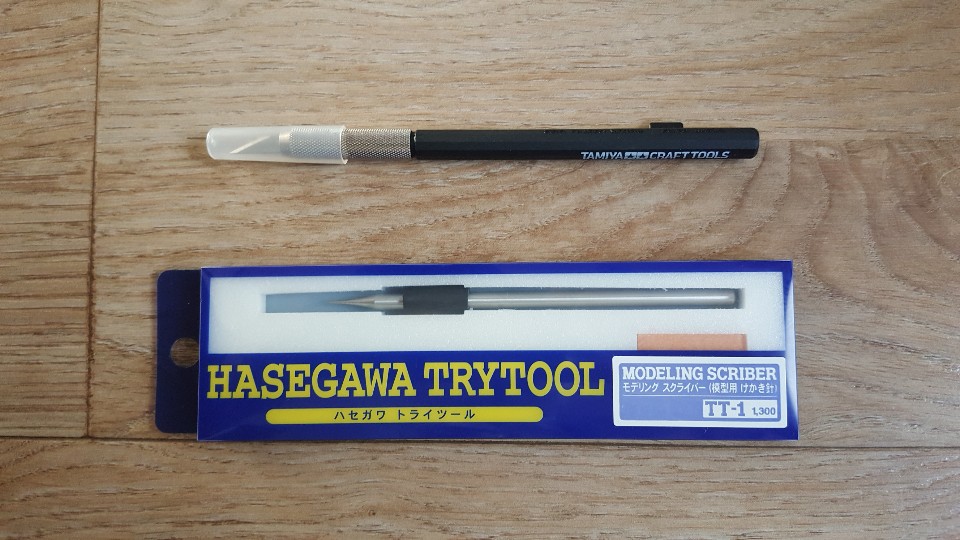 TAMIYA CRAFT TOOLS
HASEGAWA TRYTOOL
ハセガワ トライツール
MODELING SCRIBER
モデリング スクライバー (模型用 けがき針)
TT-1 1,300